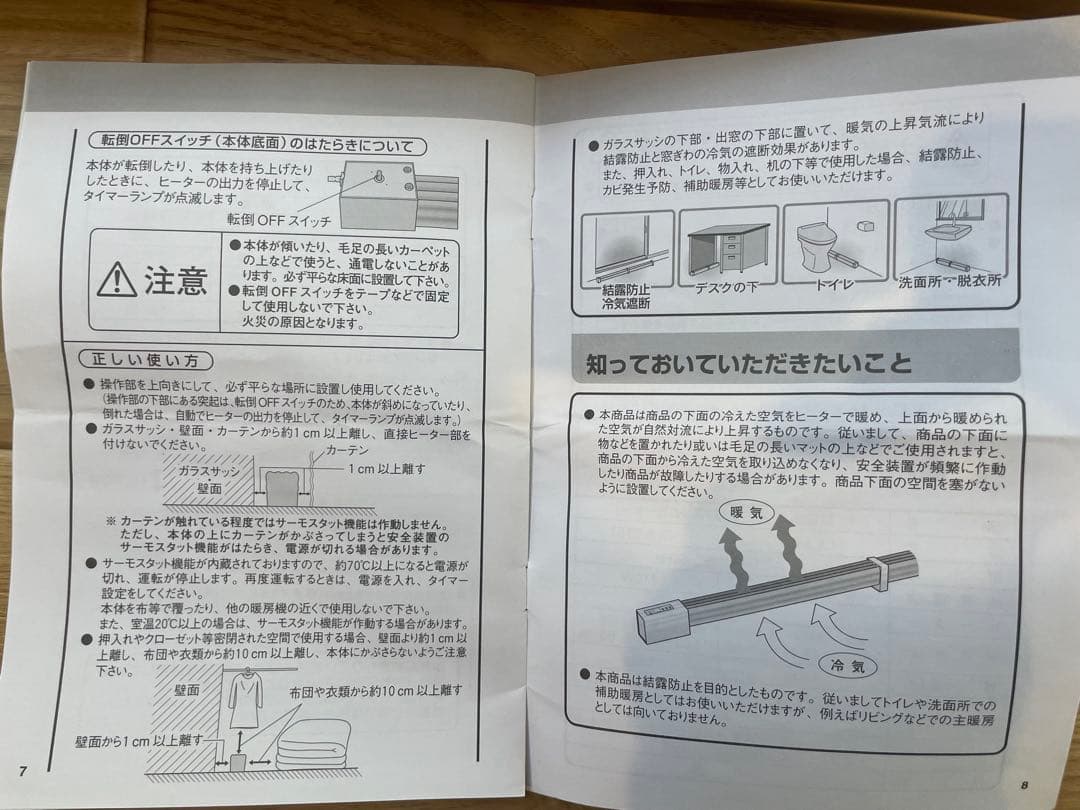 転倒OFFスイッチ(本体底面)のはたらきについて
本体が転倒したり、本体を持ち上げたり
したときに、ヒーターの出力を停止して、
タイマーランプが点滅します。
転倒OFFスイッチ
注意
●本体が傾いたり、毛足の長いカーペット
の上などで使うと、通電しないことがあ
ります。必ず平らな床面に設置して下さい。
●転倒OFFスイッチをテープなどで固定
して使用しないで下さい。
火災の原因となります。
正しい使い方
●操作部を上向きにして、必ず平らな場所に設置し使用してください。
(操作部の下部にある突起は、転倒OFFスイッチのため、本体が斜めになっていたり、
倒れた場合は、自動でヒーターの出力を停止して、タイマーランプが点滅します。)
●ガラスサッシ・壁面・カーテンから約1cm以上離し、直接ヒーター部を
付けないでください。
カーテン
ガラスサッシ
・
壁面
1cm以上離す
※カーテンが触れている程度ではサーモスタット機能は作動しません。
ただし、本体の上にカーテンがかぶさってしまうと安全装置の
サーモスタット機能がはたらき、電源が切れる場合があります。
●サーモスタット機能が内蔵されておりますので、約70℃以上になると電源が
切れ、運転が停止します。再度運転するときは、電源を入れ、タイマー
設定をしてください。
本体を布等で覆ったり、他の暖房機の近くで使用しないで下さい。
また、室温20℃以上の場合は、サーモスタット機能が作動する場合があります。
●押入れやクローゼット等密閉された空間で使用する場合、壁面より約1cm以
上離し、布団や衣類から約10cm以上離し、本体にかぶさらないようご注意
下さい。
壁面
布団や衣類から約10cm以上離す
壁面から1cm以上離す
7
●ガラスサッシの下部・出窓の下部に置いて、暖気の上昇気流により
結露防止と窓ぎわの冷気の遮断効果があります。
また、押入れ、トイレ、物入れ、机の下等で使用した場合、結露防止、
カビ発生予防、補助暖房等としてお使いいただけます。
結露防止
冷気遮断
デスクの下
トイレ
洗面所・脱衣所
知っておいていただきたいこと
●本商品は商品の下面の冷えた空気をヒーターで暖め、上面から暖められ
た空気が自然対流により上昇するものです。従いまして、商品の下面に
物などを置かれたり或いは毛足の長いマットの上などでご使用されますと、
商品の下面から冷えた空気を取り込めなくなり、安全装置が頻繁に作動
したり商品が故障したりする場合があります。商品下面の空間を塞がない
ように設置してください。
暖気
冷気
●本商品は結露防止を目的としたものです。従いましてトイレや洗面所での
補助暖房としてはお使いいただけますが、例えばリビングなどでの主暖房
としては向いておりません。
8